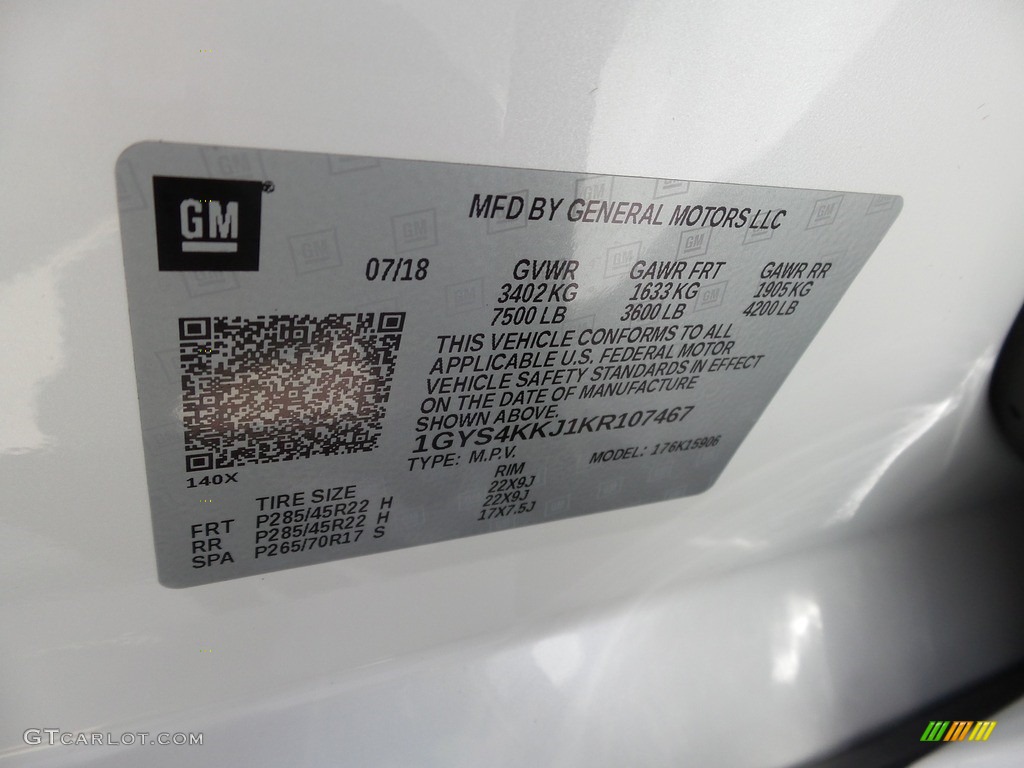 GM®
MFD BY GENERAL MOTORS LLC
07/18 GVWR GAWR FRT GAWR RR
3402 KG 1633 KG 1905 KG
7500 LB 3600 LB 4200 LB
THIS VEHICLE CONFORMS TO ALL
APPLICABLE U.S. FEDERAL MOTOR
VEHICLE SAFETY STANDARDS IN EFFECT
ON THE DATE OF MANUFACTURE
SHOWN ABOVE.
1GYS4KKJ1KR107467
TYPE: M.P.V. MODEL: 176K15906
140X
TIRE SIZE RIM
FRT P285/45R22 H 22X9J
RR P285/45R22 H 22X9J
SPA P265/70R17 S 17X7.5J
GTCARLOT.COM